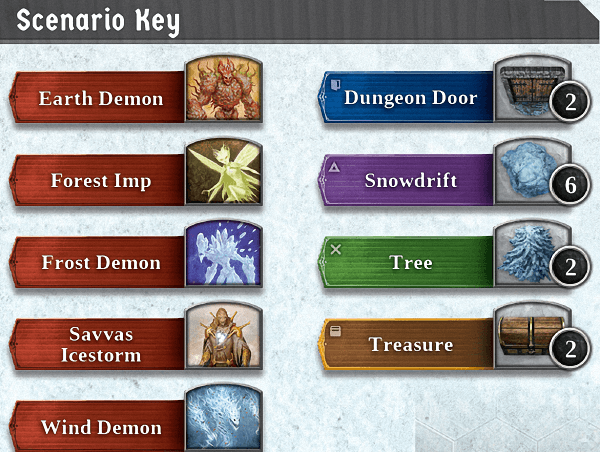 Scenario Key
Earth Demon
Forest Imp
Frost Demon
Savvas
Icestorm
Wind Demon
Dungeon Door
2
Snowdrift
6
Tree
2
Treasure
2